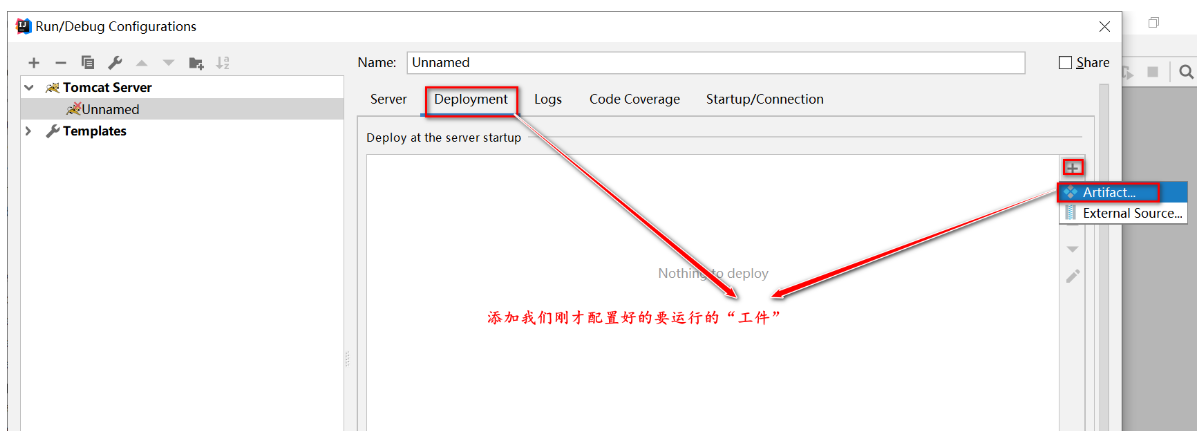 Run/Debug Configurations
Name:
Unnamed
Share
Tomcat Server
Unnamed
Templates
Server
Deployment
Logs
Code Coverage
Startup/Connection
Deploy at the server startup
Artifact...
External Source...
Nothing to deploy
添加我们刚才配置好的要运行的“工件”